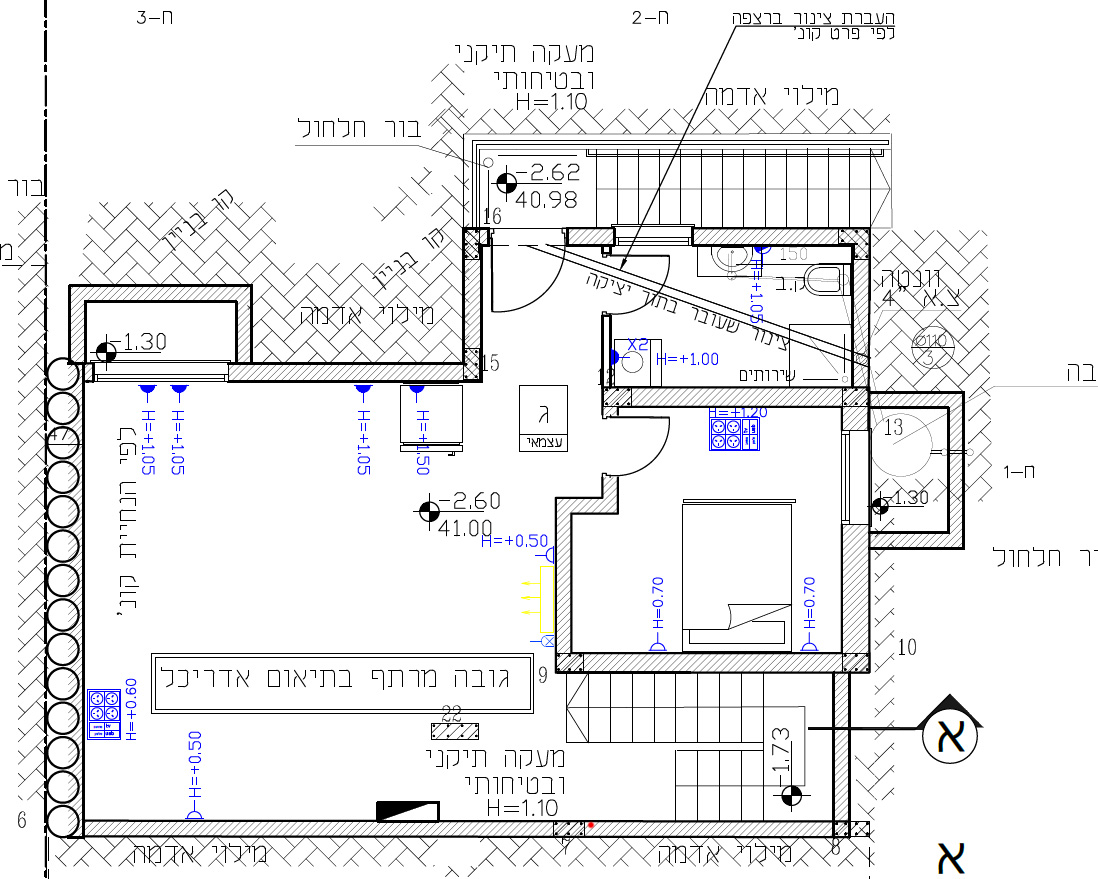 ח-3
ח-2
העברת צינור ברצפה
לפי פרט קונ'
מעקה תיקני
ובטיחותי
H=1.10
מילוי אדמה
בור חלחול
-2.62
40.98
בור
16
קו בניין
קו בניין
150
ק.ב
H=+1.05
וונטה
צ.א "4
צינור שעובר בתוך יציקה
מילוי אדמה
-1.30
15
X2
H=+1.00
שירותים
Ø110
3
בה
ג
עצמאי
H=+1.20
13
47
H=+1.05
H=+1.05
H=+1.05
H=+1.50
לפי הנחיית קונ'
ח-1
-2.60
41.00
-1.30
H=+0.50
ר חלחול
H=+0.70
H=+0.70
10
9
גובה מרתף בתיאום אדריכל
H=+0.60
22
H=+0.50
מעקה תיקני
ובטיחותי
H=1.10
-1.73
א
6
7
8
מילוי אדמה
מילוי אדמה
א